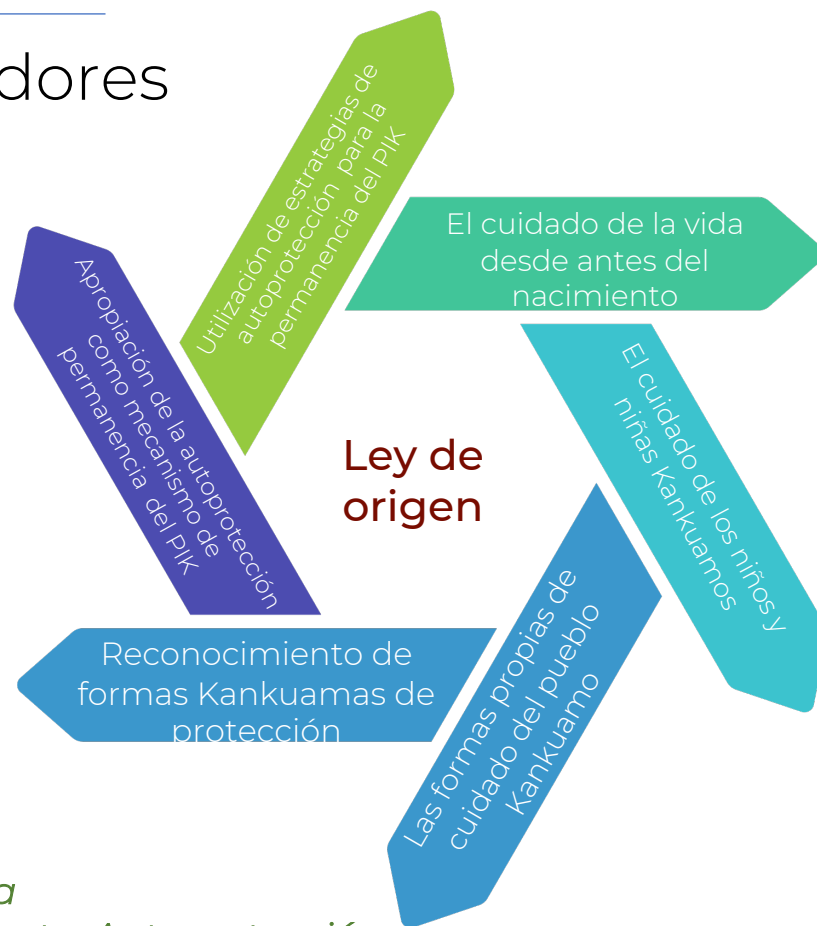 dores
Utilización de estrategias de
autoprotección para la
permanencia del PIK
El cuidado de la vida
desde antes del
nacimiento
El cuidado de los niños y
niñas Kankuamos
Las formas propias de
cuidado del pueblo
Kankuamo
Reconocimiento de
formas Kankuamas de
protección
Apropiación de la autoprotección
como mecanismo de
permanencia del PIK
Ley de
origen
a